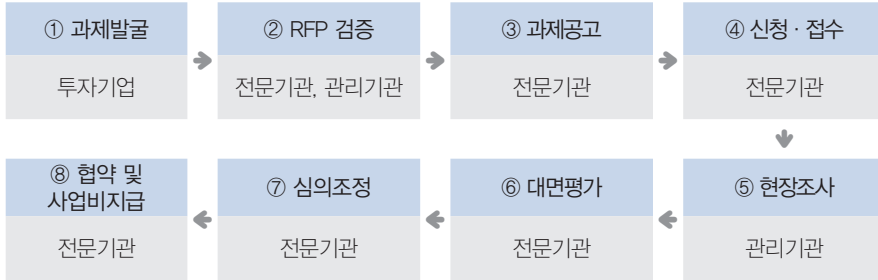 ① 과제발굴
투자기업
② RFP 검증
전문기관, 관리기관
③ 과제공고
전문기관
④ 신청·접수
전문기관
⑤ 현장조사
관리기관
⑥ 대면평가
전문기관
⑦ 심의조정
전문기관
⑧ 협약 및
사업비지급
전문기관